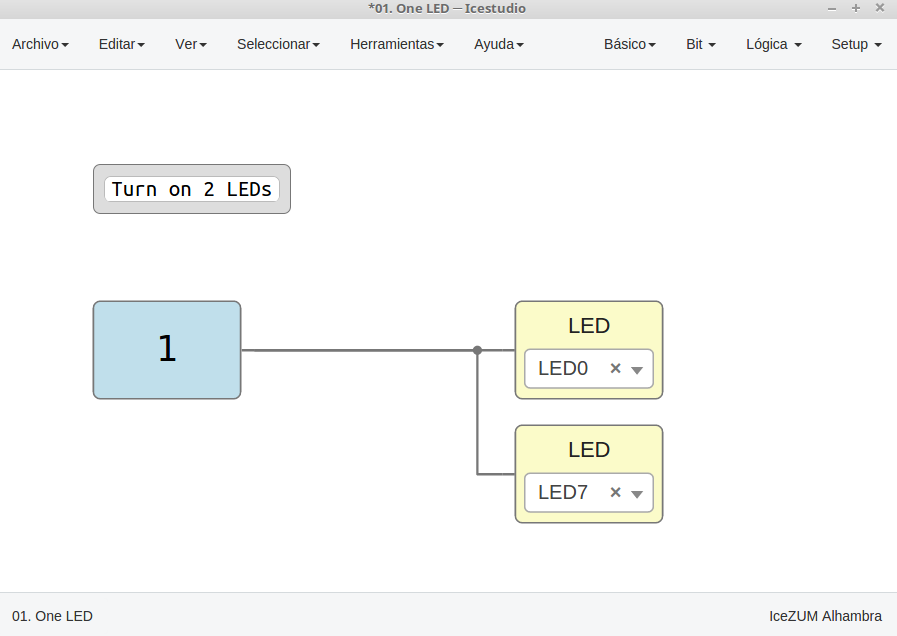 *01. One LED — Icestudio
Archivo Editar Ver Seleccionar Herramientas Ayuda Básico Bit Lógica Setup
Turn on 2 LEDs
1
LED
LED0
LED
LED7
01. One LED IceZUM Alhambra